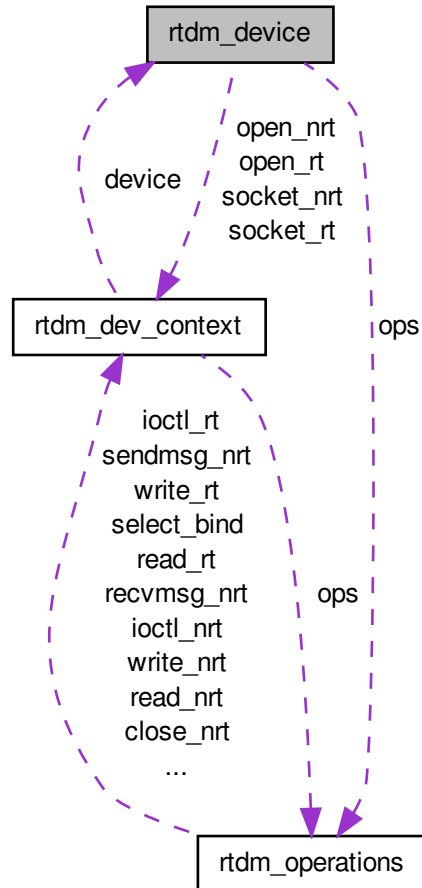 rtdm_device
open_nrt
open_rt
socket_nrt
socket_rt
device
rtdm_dev_context
ops
ioctl_rt
sendmsg_nrt
write_rt
select_bind
read_rt
recvmsg_nrt
ioctl_nrt
write_nrt
read_nrt
close_nrt
...
ops
rtdm_operations